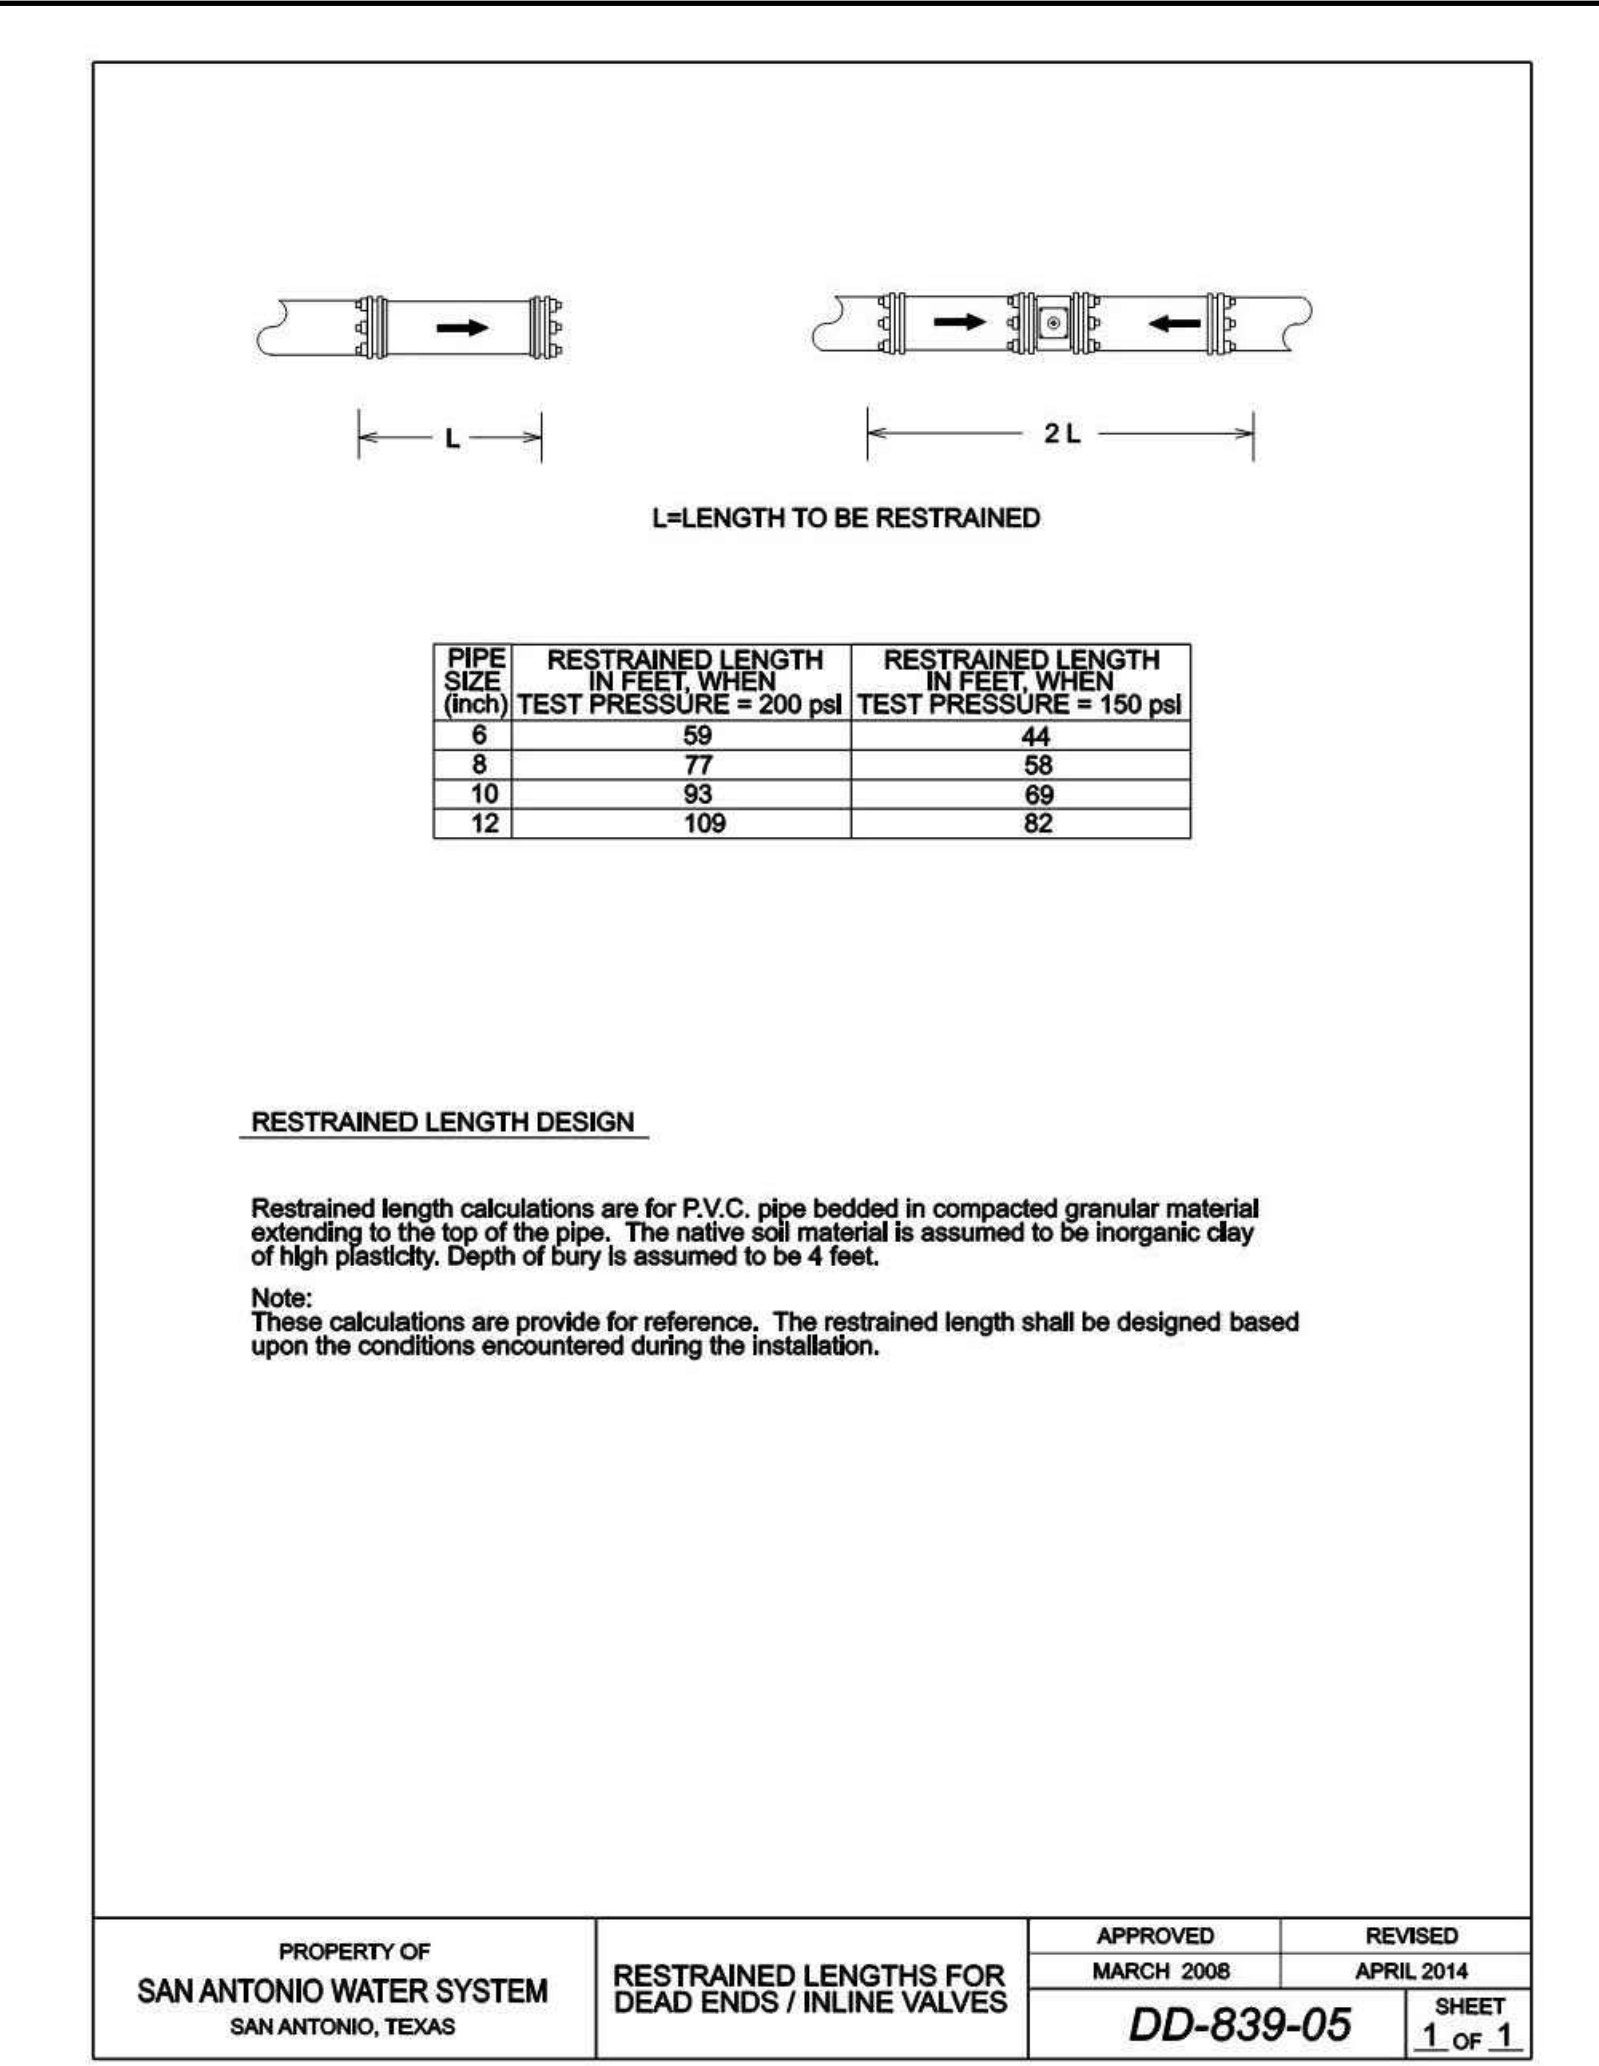 L
2 L
L=LENGTH TO BE RESTRAINED
PIPE SIZE (inch) RESTRAINED LENGTH IN FEET, WHEN TEST PRESSURE = 200 psi RESTRAINED LENGTH IN FEET, WHEN TEST PRESSURE = 150 psi
6 59 44
8 77 58
10 93 69
12 109 82
RESTRAINED LENGTH DESIGN
Restrained length calculations are for P.V.C. pipe bedded in compacted granular material
extending to the top of the pipe. The native soil material is assumed to be inorganic clay
of high plasticity. Depth of bury is assumed to be 4 feet.
Note:
These calculations are provide for reference. The restrained length shall be designed based
upon the conditions encountered during the installation.
PROPERTY OF
SAN ANTONIO WATER SYSTEM
SAN ANTONIO, TEXAS
RESTRAINED LENGTHS FOR
DEAD ENDS / INLINE VALVES
APPROVED REVISED
MARCH 2008 APRIL 2014
DD-839-05
SHEET
1 OF 1